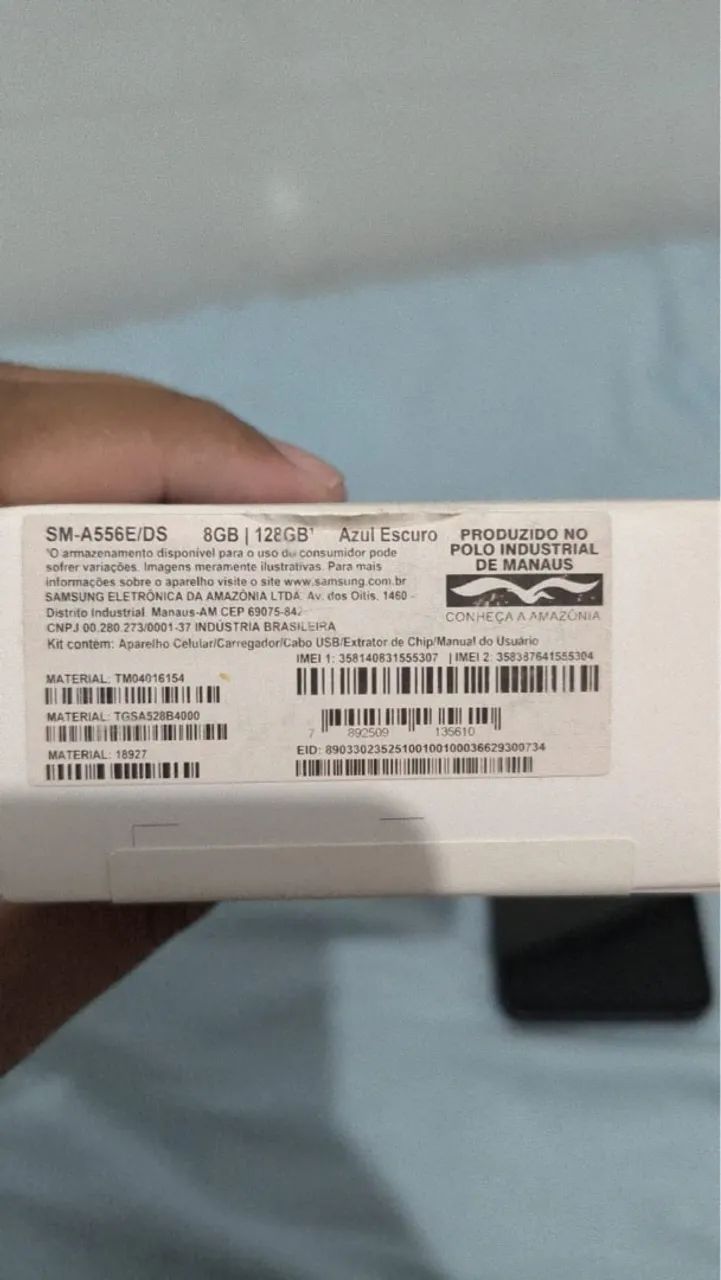 SM-A556E/DS 8GB | 128GB¹ Azul Escuro
¹O armazenamento disponível para o uso do consumidor pode
sofrer variações. Imagens meramente ilustrativas. Para mais
informações sobre o aparelho visite o site www.samsung.com.br
SAMSUNG ELETRÔNICA DA AMAZÔNIA LTDA. Av. dos Oitis, 1460 -
Distrito Industrial. Manaus-AM CEP 69075-842
CNPJ 00.280.273/0001-37 INDÚSTRIA BRASILEIRA
PRODUZIDO NO
POLO INDUSTRIAL
DE MANAUS
CONHEÇA A AMAZÔNIA
Kit contém: Aparelho Celular/Carregador/Cabo USB/Extrator de Chip/Manual do Usuário
IMEI 1: 358140831555307 | IMEI 2: 358387641555304
MATERIAL: TM04016154
MATERIAL: TGSA528B4000
7 892509 135610
MATERIAL: 18927
EID: 89033023525100100100036629300734